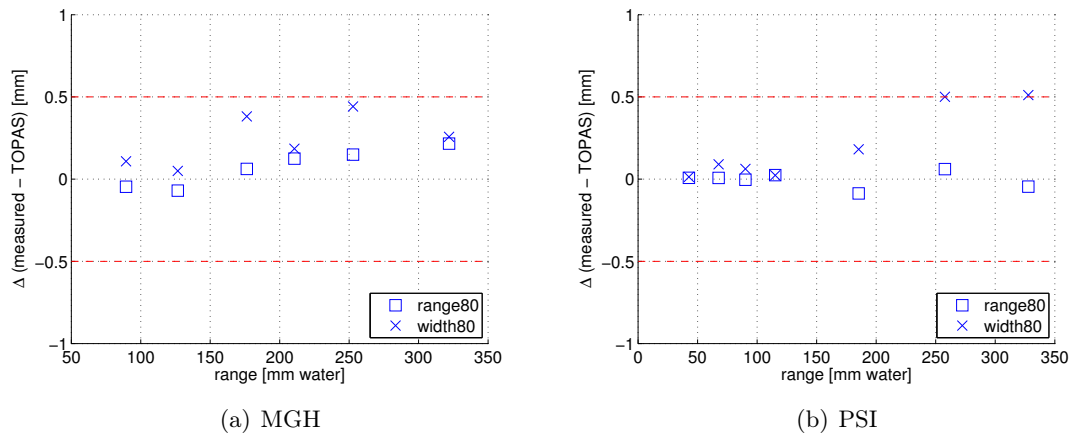 1
0.5
0
−0.5
−1
50
100
150
200
250
300
350
range [mm water]
Δ (measured − TOPAS) [mm]
range80
width80
(a) MGH
1
0.5
0
−0.5
−1
0
50
100
150
200
250
300
350
range [mm water]
Δ (measured − TOPAS) [mm]
range80
width80
(b) PSI